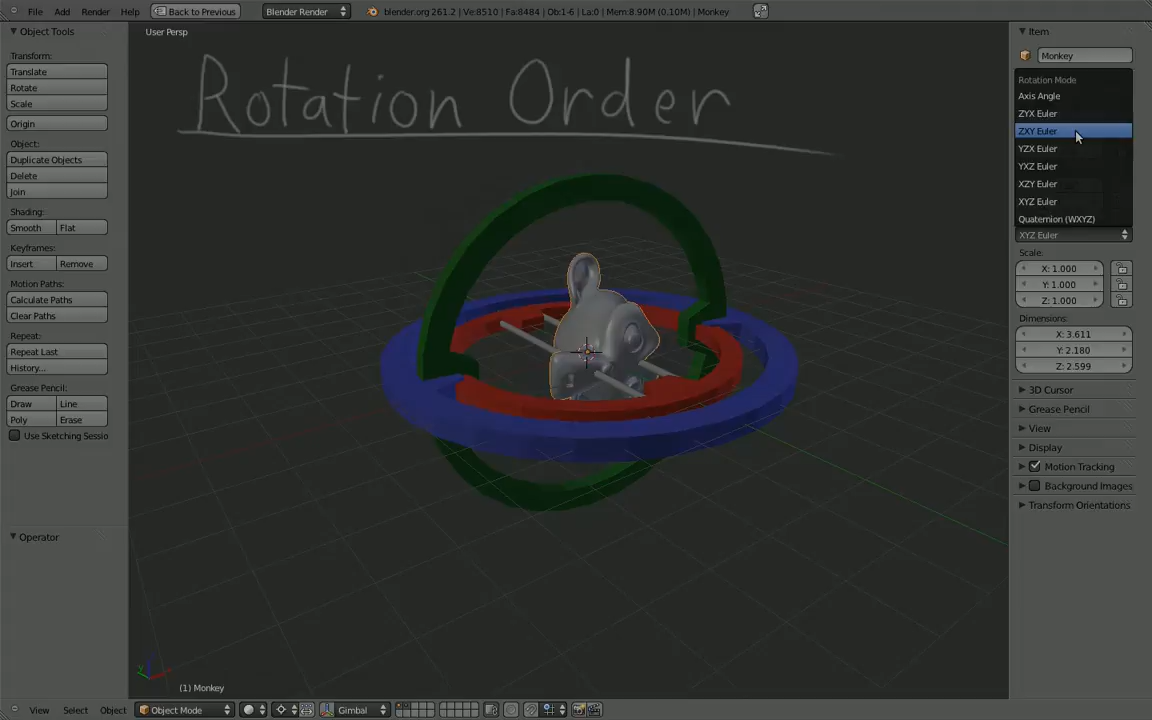 File Add Render Help Back to Previous Blender Render blender.org 261.2 | Ve:8510 | Fa:8484 | Ob:1-6 | La:0 | Mem:8.90M (0.10M) | Monkey
Object Tools
Transform:
Translate
Rotate
Scale
Origin
Object:
Duplicate Objects
Delete
Join
Shading:
Smooth Flat
Keyframes:
Insert Remove
Motion Paths:
Calculate Paths
Clear Paths
Repeat:
Repeat Last
History...
Grease Pencil:
Draw Line
Poly Erase
Use Sketching Sessio
Operator
User Persp
Rotation Order
y
(1) Monkey
Item
Monkey
Rotation Mode
Axis Angle
ZYX Euler
ZXY Euler
YZX Euler
YXZ Euler
XZY Euler
XYZ Euler
Quaternion (WXYZ)
XYZ Euler
Scale:
X: 1.000
Y: 1.000
Z: 1.000
Dimensions:
X: 3.611
Y: 2.180
Z: 2.599
3D Cursor
Grease Pencil
View
Display
Motion Tracking
Background Images
Transform Orientations
View Select Object Object Mode Gimbal